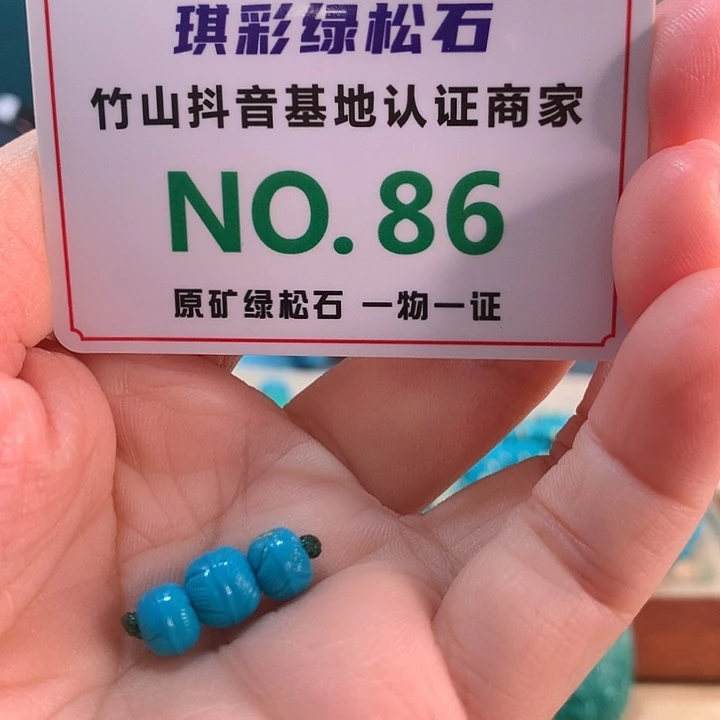 琪彩绿松石
竹山抖音基地认证商家
NO. 86
原矿绿松石 一物一证